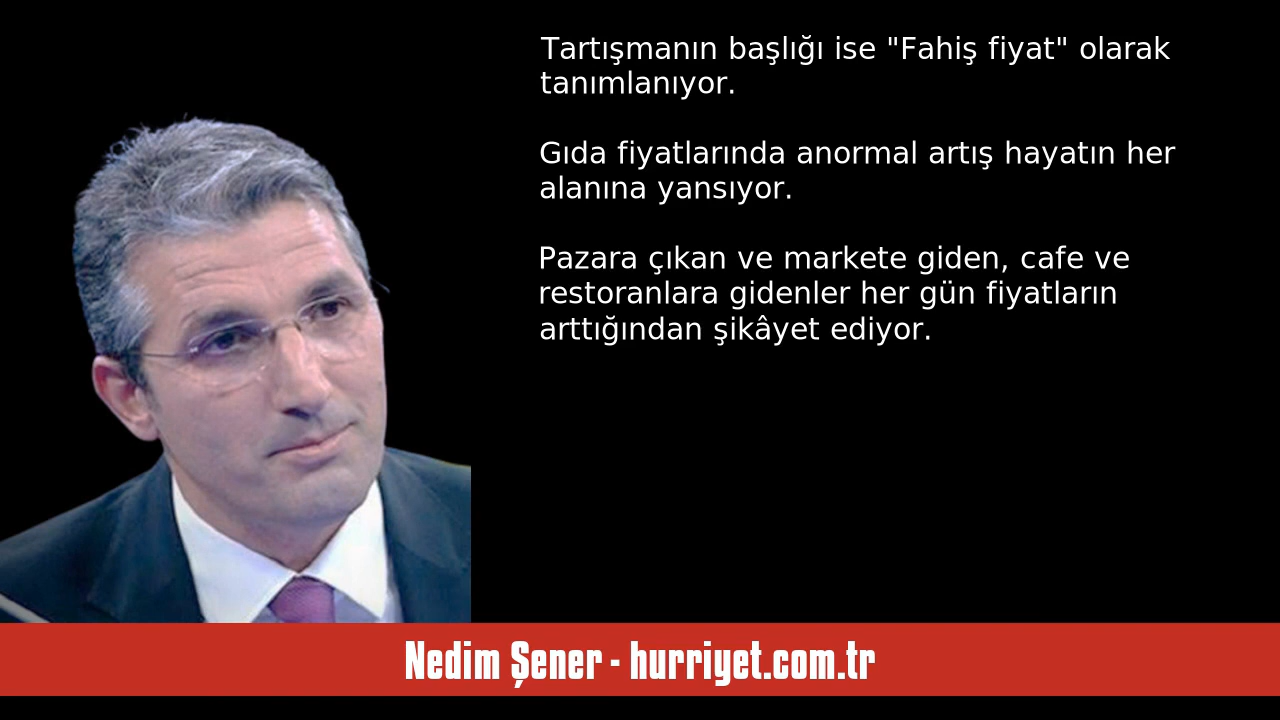 Tartışmanın başlığı ise "Fahiş fiyat" olarak
tanımlanıyor.
Gıda fiyatlarında anormal artış hayatın her
alanına yansıyor.
Pazara çıkan ve markete giden, cafe ve
restoranlara gidenler her gün fiyatların
arttığından şikâyet ediyor.
Nedim Şener - hurriyet.com.tr